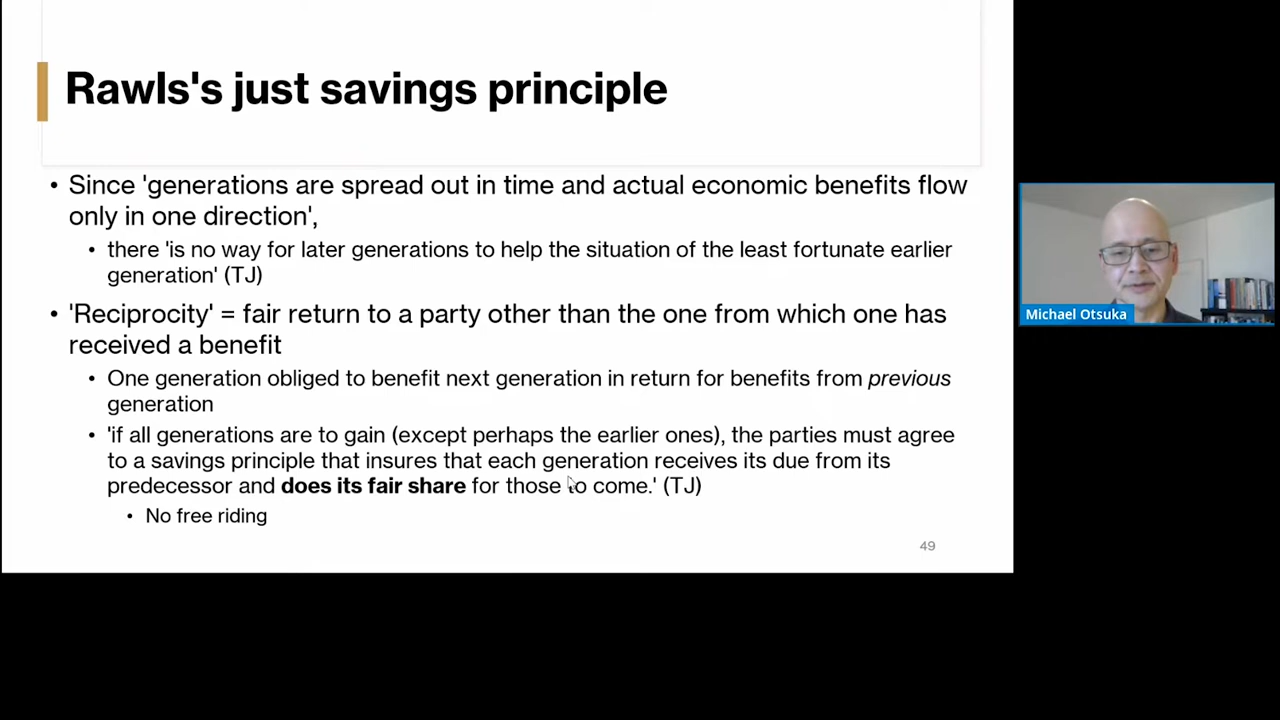 Rawls's just savings principle
• Since 'generations are spread out in time and actual economic benefits flow
only in one direction',
• there 'is no way for later generations to help the situation of the least fortunate earlier
generation' (TJ)
• 'Reciprocity' = fair return to a party other than the one from which one has
received a benefit
• One generation obliged to benefit next generation in return for benefits from previous
generation
• 'if all generations are to gain (except perhaps the earlier ones), the parties must agree
to a savings principle that insures that each generation receives its due from its
predecessor and does its fair share for those to come.' (TJ)
• No free riding
49
Michael Otsuka